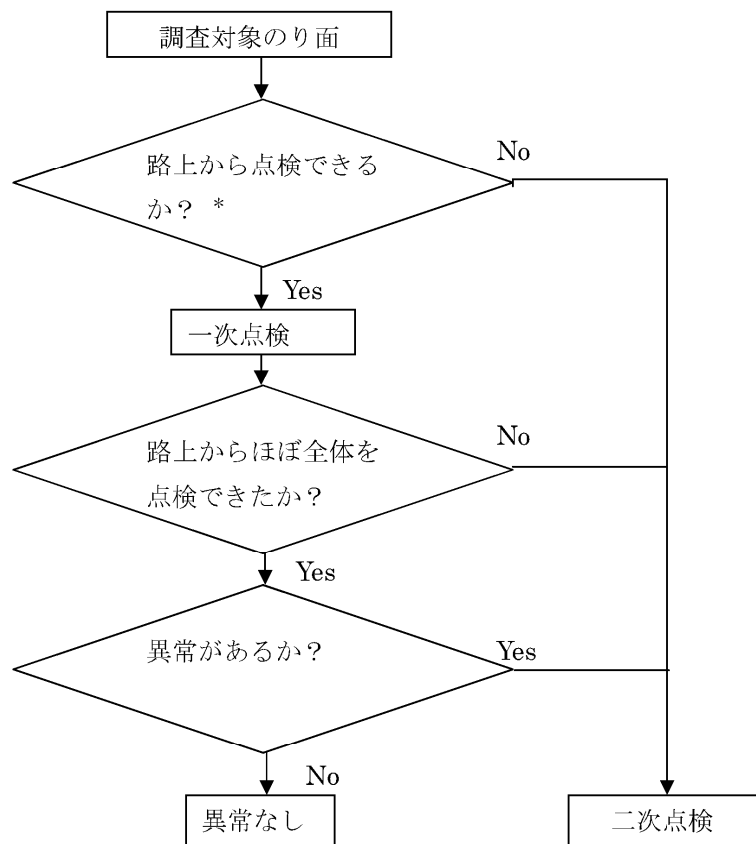 調査対象のり面
路上から点検できる
か？ *
No
Yes
一次点検
路上からほぼ全体を
点検できたか？
No
Yes
異常があるか？
Yes
No
異常なし
二次点検